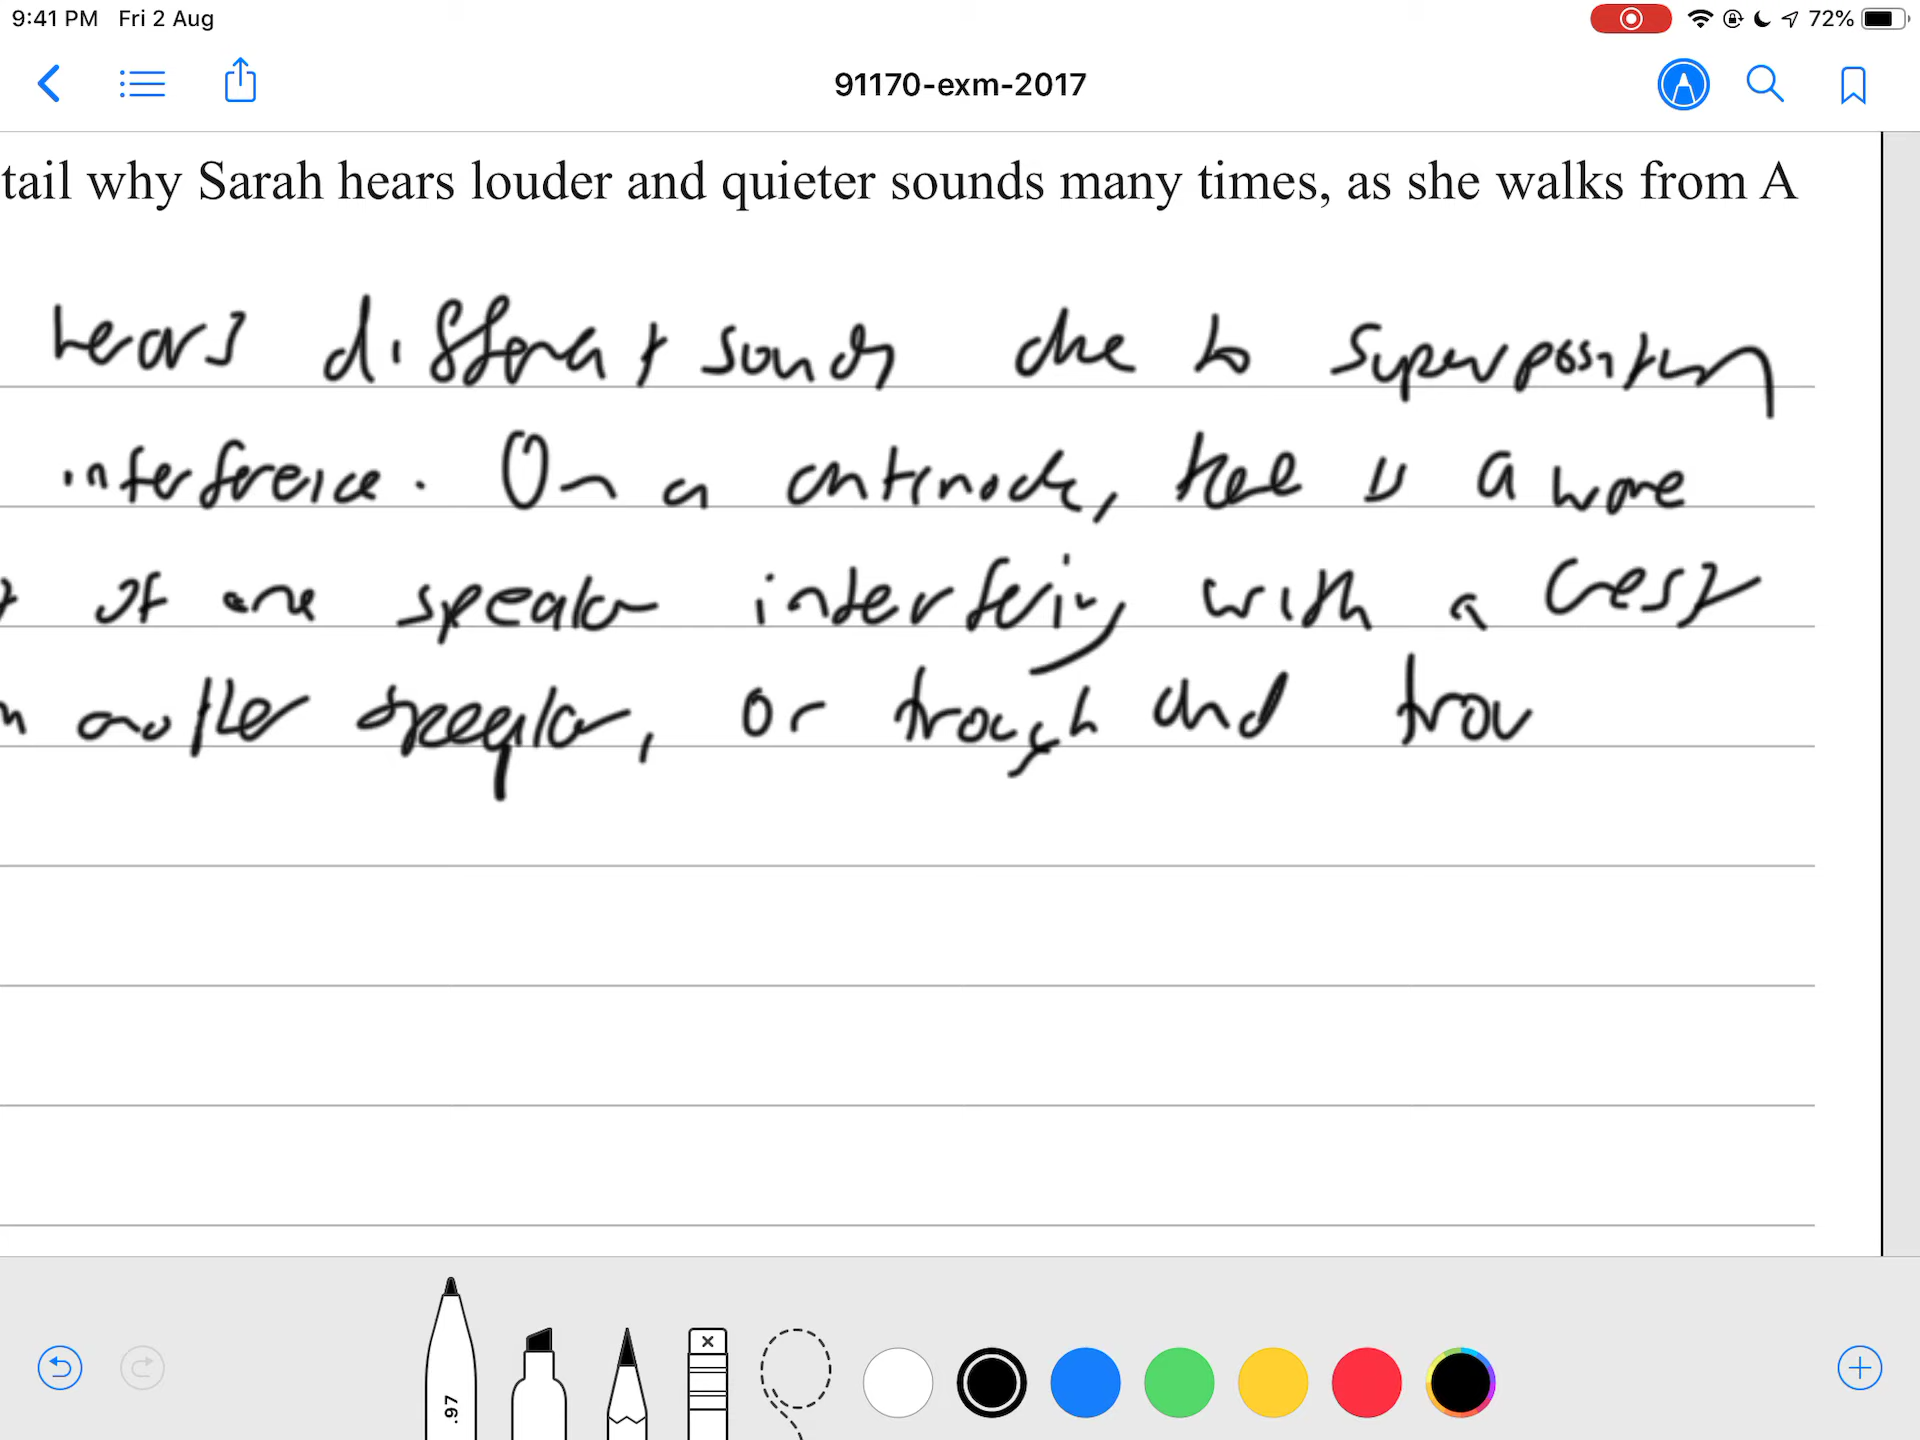 9:41 PM Fri 2 Aug 72%
91170-exm-2017
tail why Sarah hears louder and quieter sounds many times, as she walks from A
hears different sounds due to superposition
interference. On a antinode, there is a wave
t of one speaker interfering with a crest
m another speaker, or trough and trou
.97